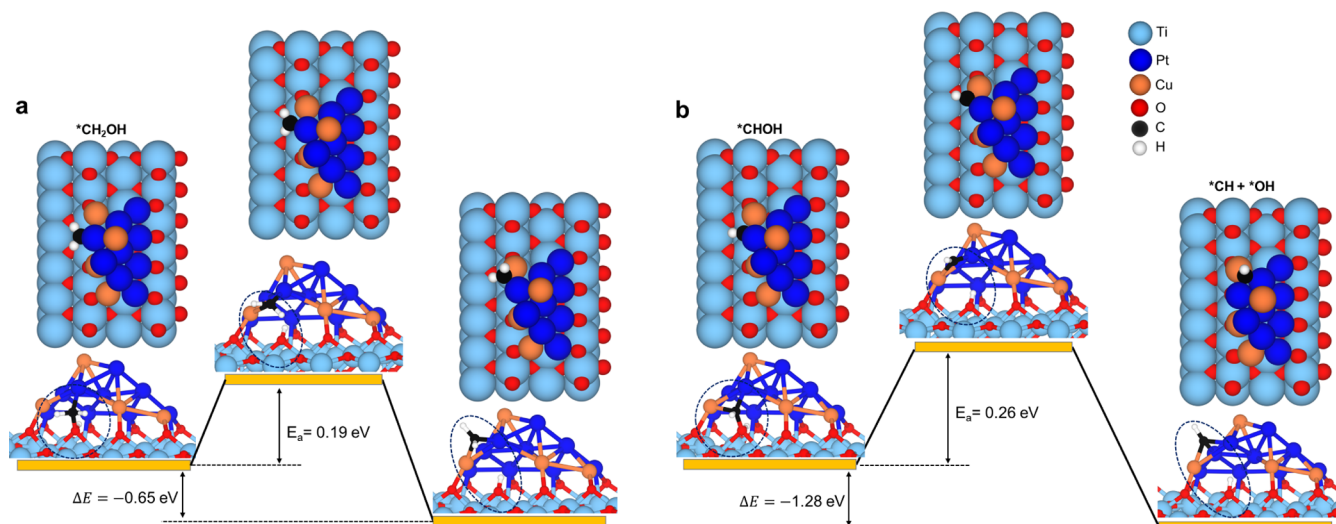 a
*CH₂OH
Eₐ = 0.19 eV
ΔE = −0.65 eV
b
*CHOH
Eₐ = 0.26 eV
ΔE = −1.28 eV
*CH + *OH
Ti
Pt
Cu
O
C
H